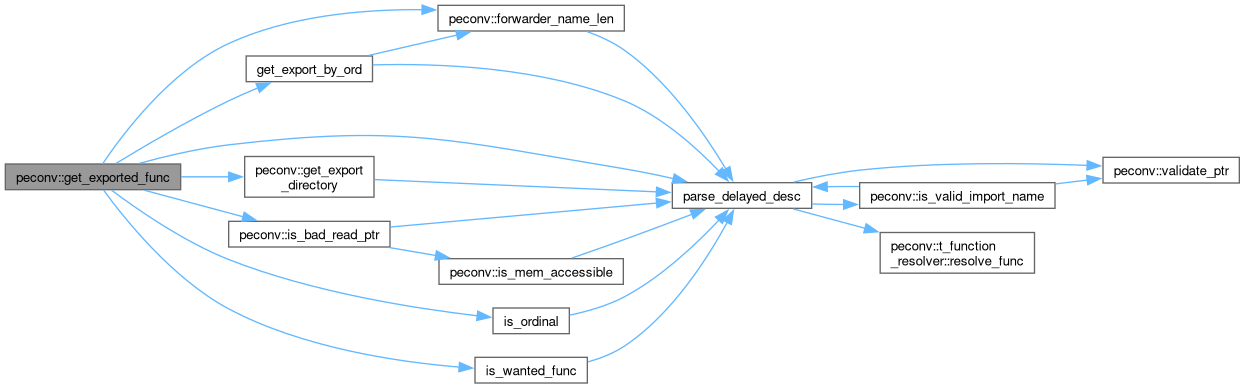 peconv::forwarder_name_len
get_export_by_ord
peconv::get_exported_func
peconv::get_export
_directory
peconv::is_bad_read_ptr
peconv::is_mem_accessible
is_ordinal
is_wanted_func
parse_delayed_desc
peconv::validate_ptr
peconv::is_valid_import_name
peconv::t_function
_resolver::resolve_func